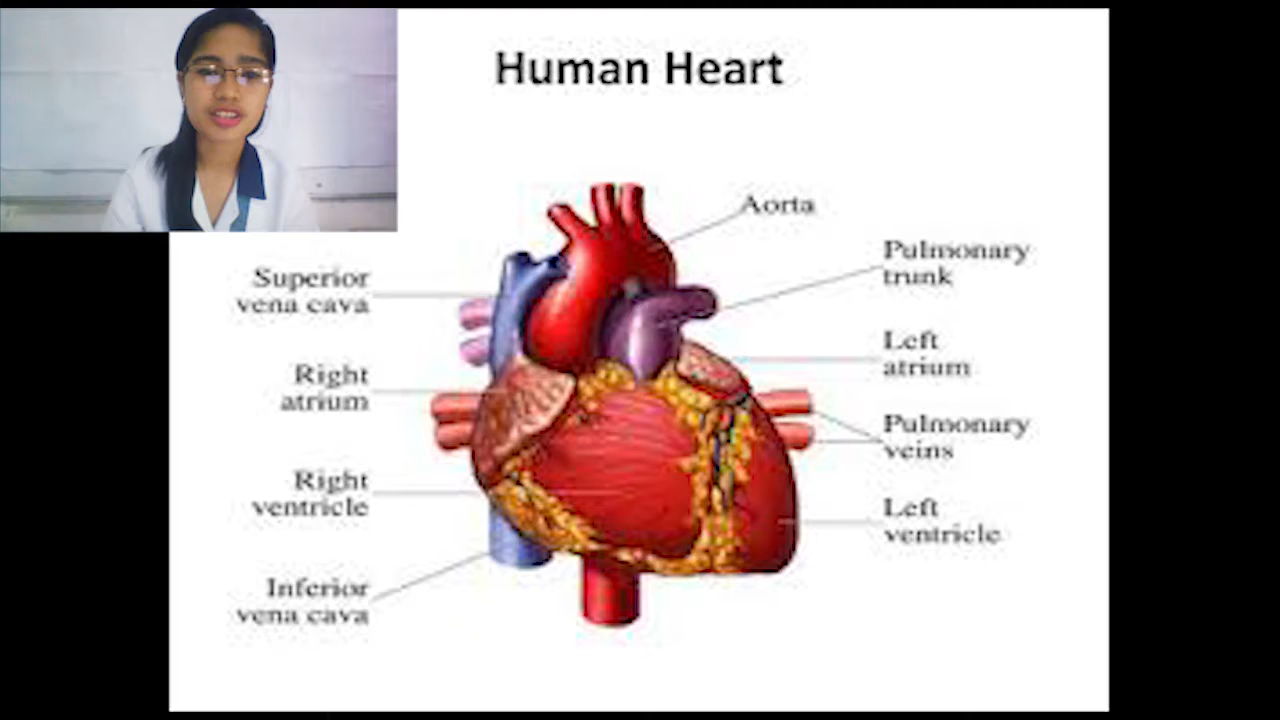 Human Heart
Aorta
Pulmonary
trunk
Superior
vena cava
Left
atrium
Right
atrium
Pulmonary
veins
Right
ventricle
Left
ventricle
Inferior
vena cava